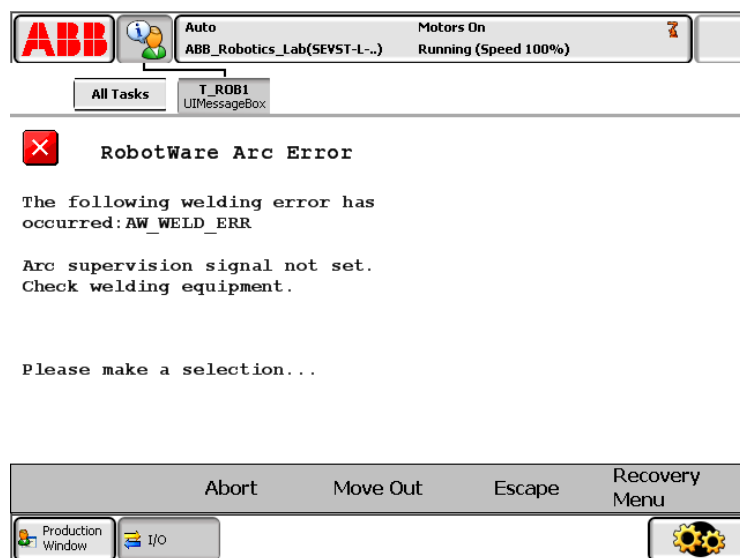 ABB
Auto
ABB_Robotics_Lab(SEVST-L-..)
Motors On
Running (Speed 100%)
All Tasks
T_ROB1
UIMessageBox
RobotWare Arc Error
The following welding error has
occurred:AW_WELD_ERR
Arc supervision signal not set.
Check welding equipment.
Please make a selection...
Abort
Move Out
Escape
Recovery
Menu
Production
Window
I/O